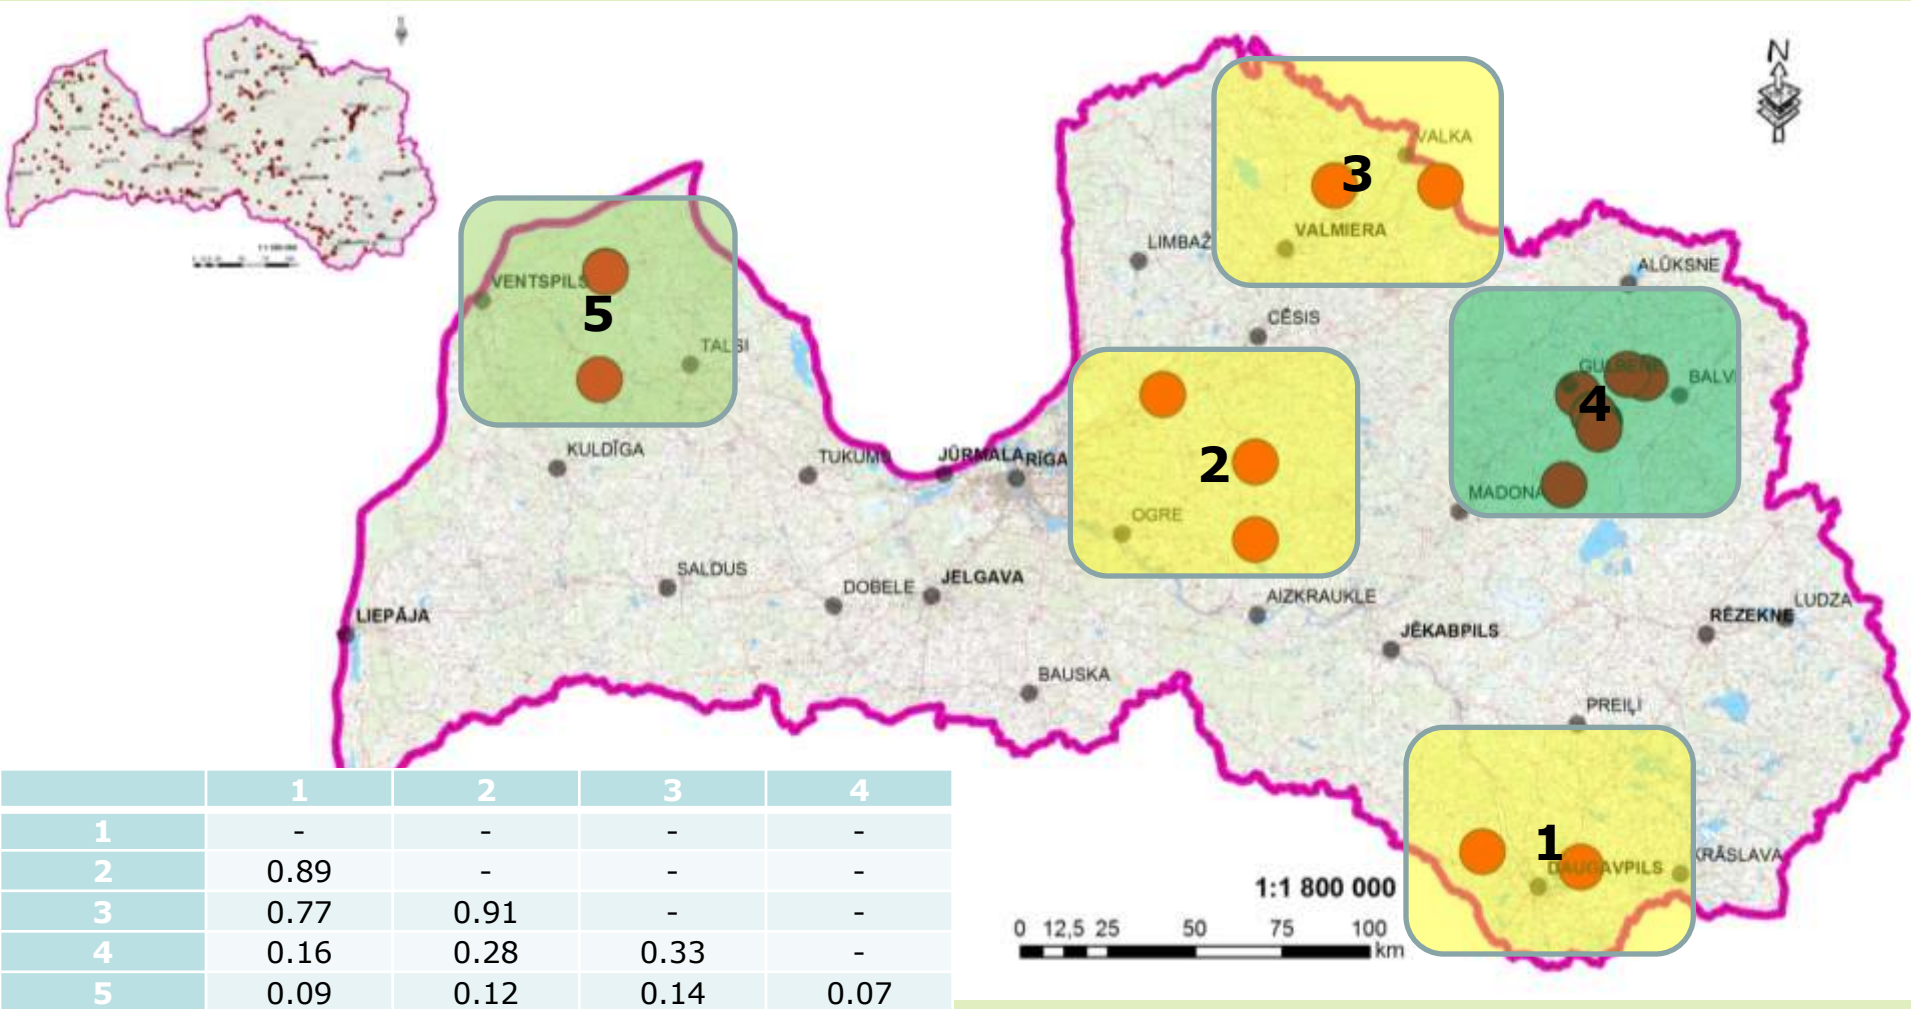 N
VALKA
3
VALMIERA
LIMBAŽ
ALŪKSNE
VENTSPILS
5
TALSI
CĒSIS
GULBENE
BALVI
4
KULDĪGA
TUKUMS
JŪRMALA
RĪGA
2
MADONA
OGRE
SALDUS
DOBELE
JELGAVA
AIZKRAUKLE
LUDZA
LIEPĀJA
JĒKABPILS
RĒZEKNE
BAUSKA
PREIĻI
1
DAUGAVPILS
KRĀSLAVA
1:1 800 000
0 12,5 25 50 75 100
km
1 2 3 4
1 - - - -
2 0.89 - - -
3 0.77 0.91 - -
4 0.16 0.28 0.33 -
5 0.09 0.12 0.14 0.07